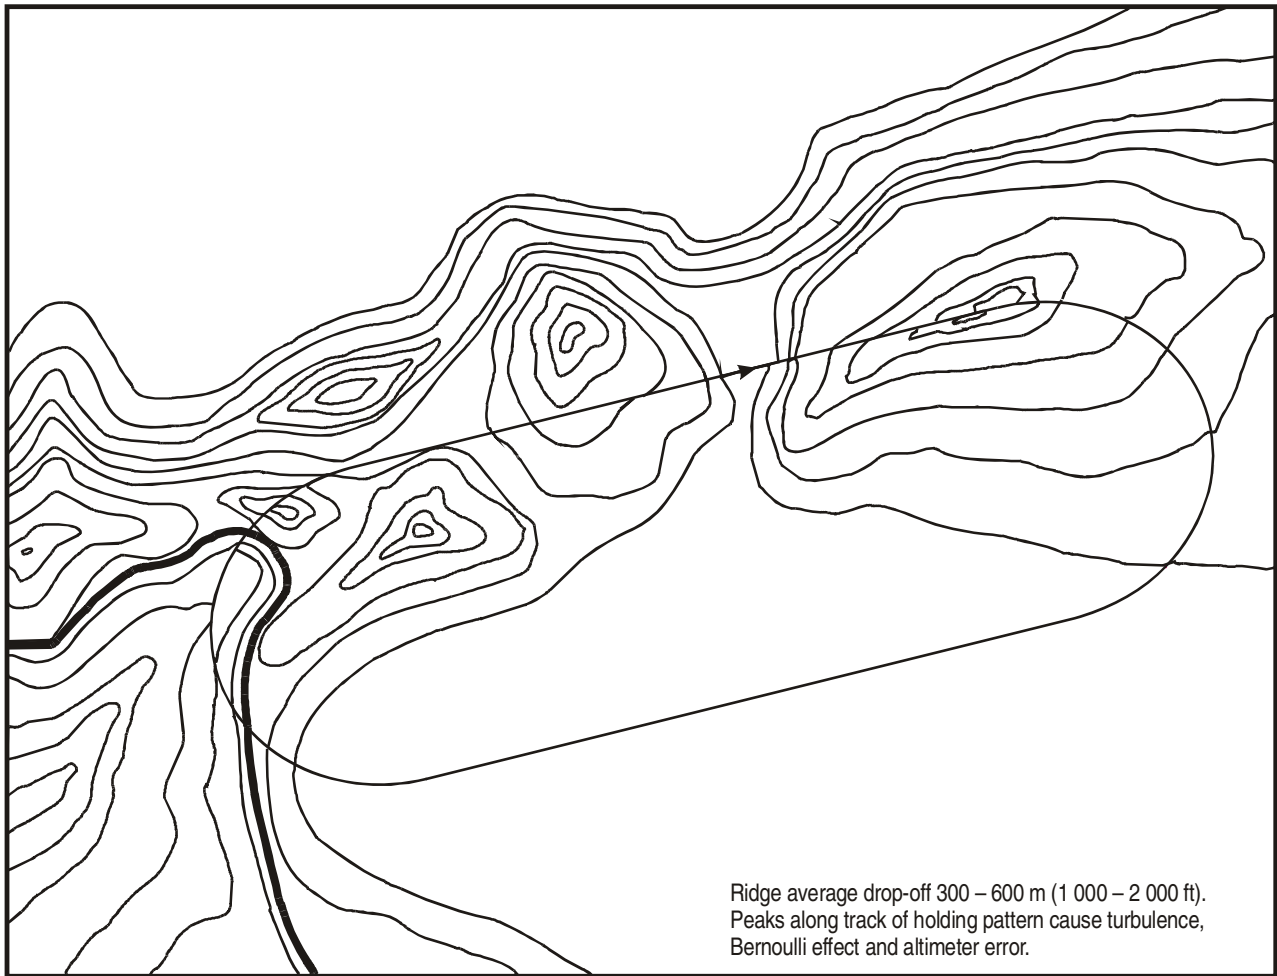 Ridge average drop-off 300 – 600 m (1 000 – 2 000 ft).
Peaks along track of holding pattern cause turbulence,
Bernoulli effect and altimeter error.